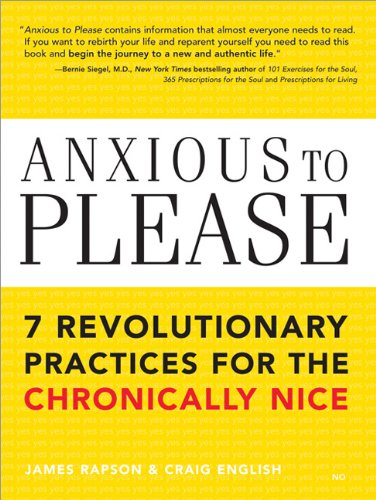 "Anxious to Please contains information that almost everyone needs to read.
If you want to rebirth your life and reparent yourself you need to read this
book and begin the journey to a new and authentic life."
—Bernie Siegel, M.D., New York Times bestselling author of 101 Exercises for the Soul,
365 Prescriptions for the Soul and Prescriptions for Living
ANXIOUS TO
PLEASE
7 REVOLUTIONARY
PRACTICES FOR THE
CHRONICALLY NICE
JAMES RAPSON & CRAIG ENGLISH
NO